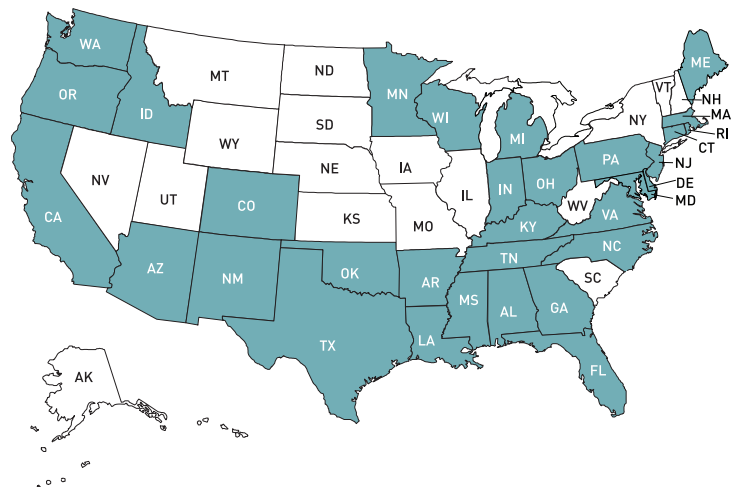 WA
MT
ND
MN
ME
VT
NH
OR
ID
WI
MA
SD
NY
RI
WY
MI
CT
PA
NJ
IA
NE
OH
DE
NV
IN
IL
UT
MD
CO
WV
VA
CA
KS
MO
KY
NC
TN
AZ
OK
NM
AR
SC
MS
AL
GA
TX
LA
FL
AK